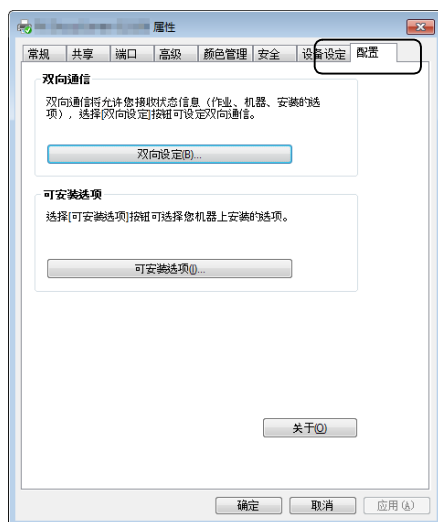 属性
常规 共享 端口 高级 颜色管理 安全 设备设定 配置
双向通信
双向通信将允许您接收状态信息（作业、机器、安装的选
项），选择[双向设定]按钮可设定双向通信。
双向设定(B)...
可安装选项
选择[可安装选项]按钮可选择您机器上安装的选项。
可安装选项(I)...
关于(O)
确定 取消 应用(A)